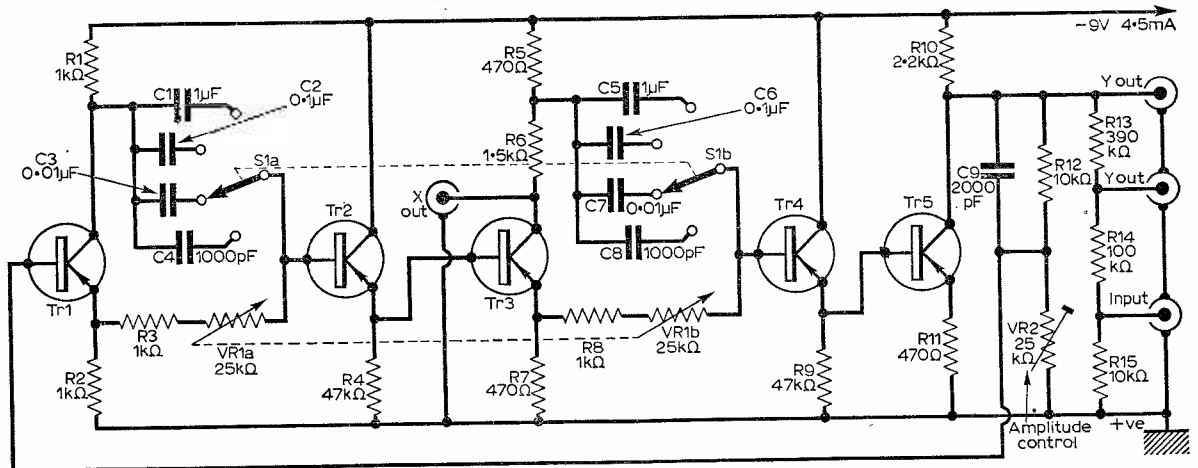 R1
1kΩ
C1
1µF
C2
0·1µF
C3
0·01µF
C4
1000pF
S1a
Tr1
R2
1kΩ
R3
1kΩ
VR1a
25kΩ
Tr2
R4
47kΩ
R5
470Ω
R6
1·5kΩ
X
out
Tr3
R7
470Ω
C5
1µF
C6
0·1µF
C7
0·01µF
C8
1000pF
S1b
R8
1kΩ
VR1b
25kΩ
Tr4
R9
47kΩ
Tr5
R10
2·2kΩ
R11
470Ω
-9V 4·5mA
C9
2000
pF
R12
10kΩ
VR2
25
kΩ
Amplitude
control
R13
390
kΩ
R14
100
kΩ
R15
10kΩ
Y out
Y out
Input
+ve